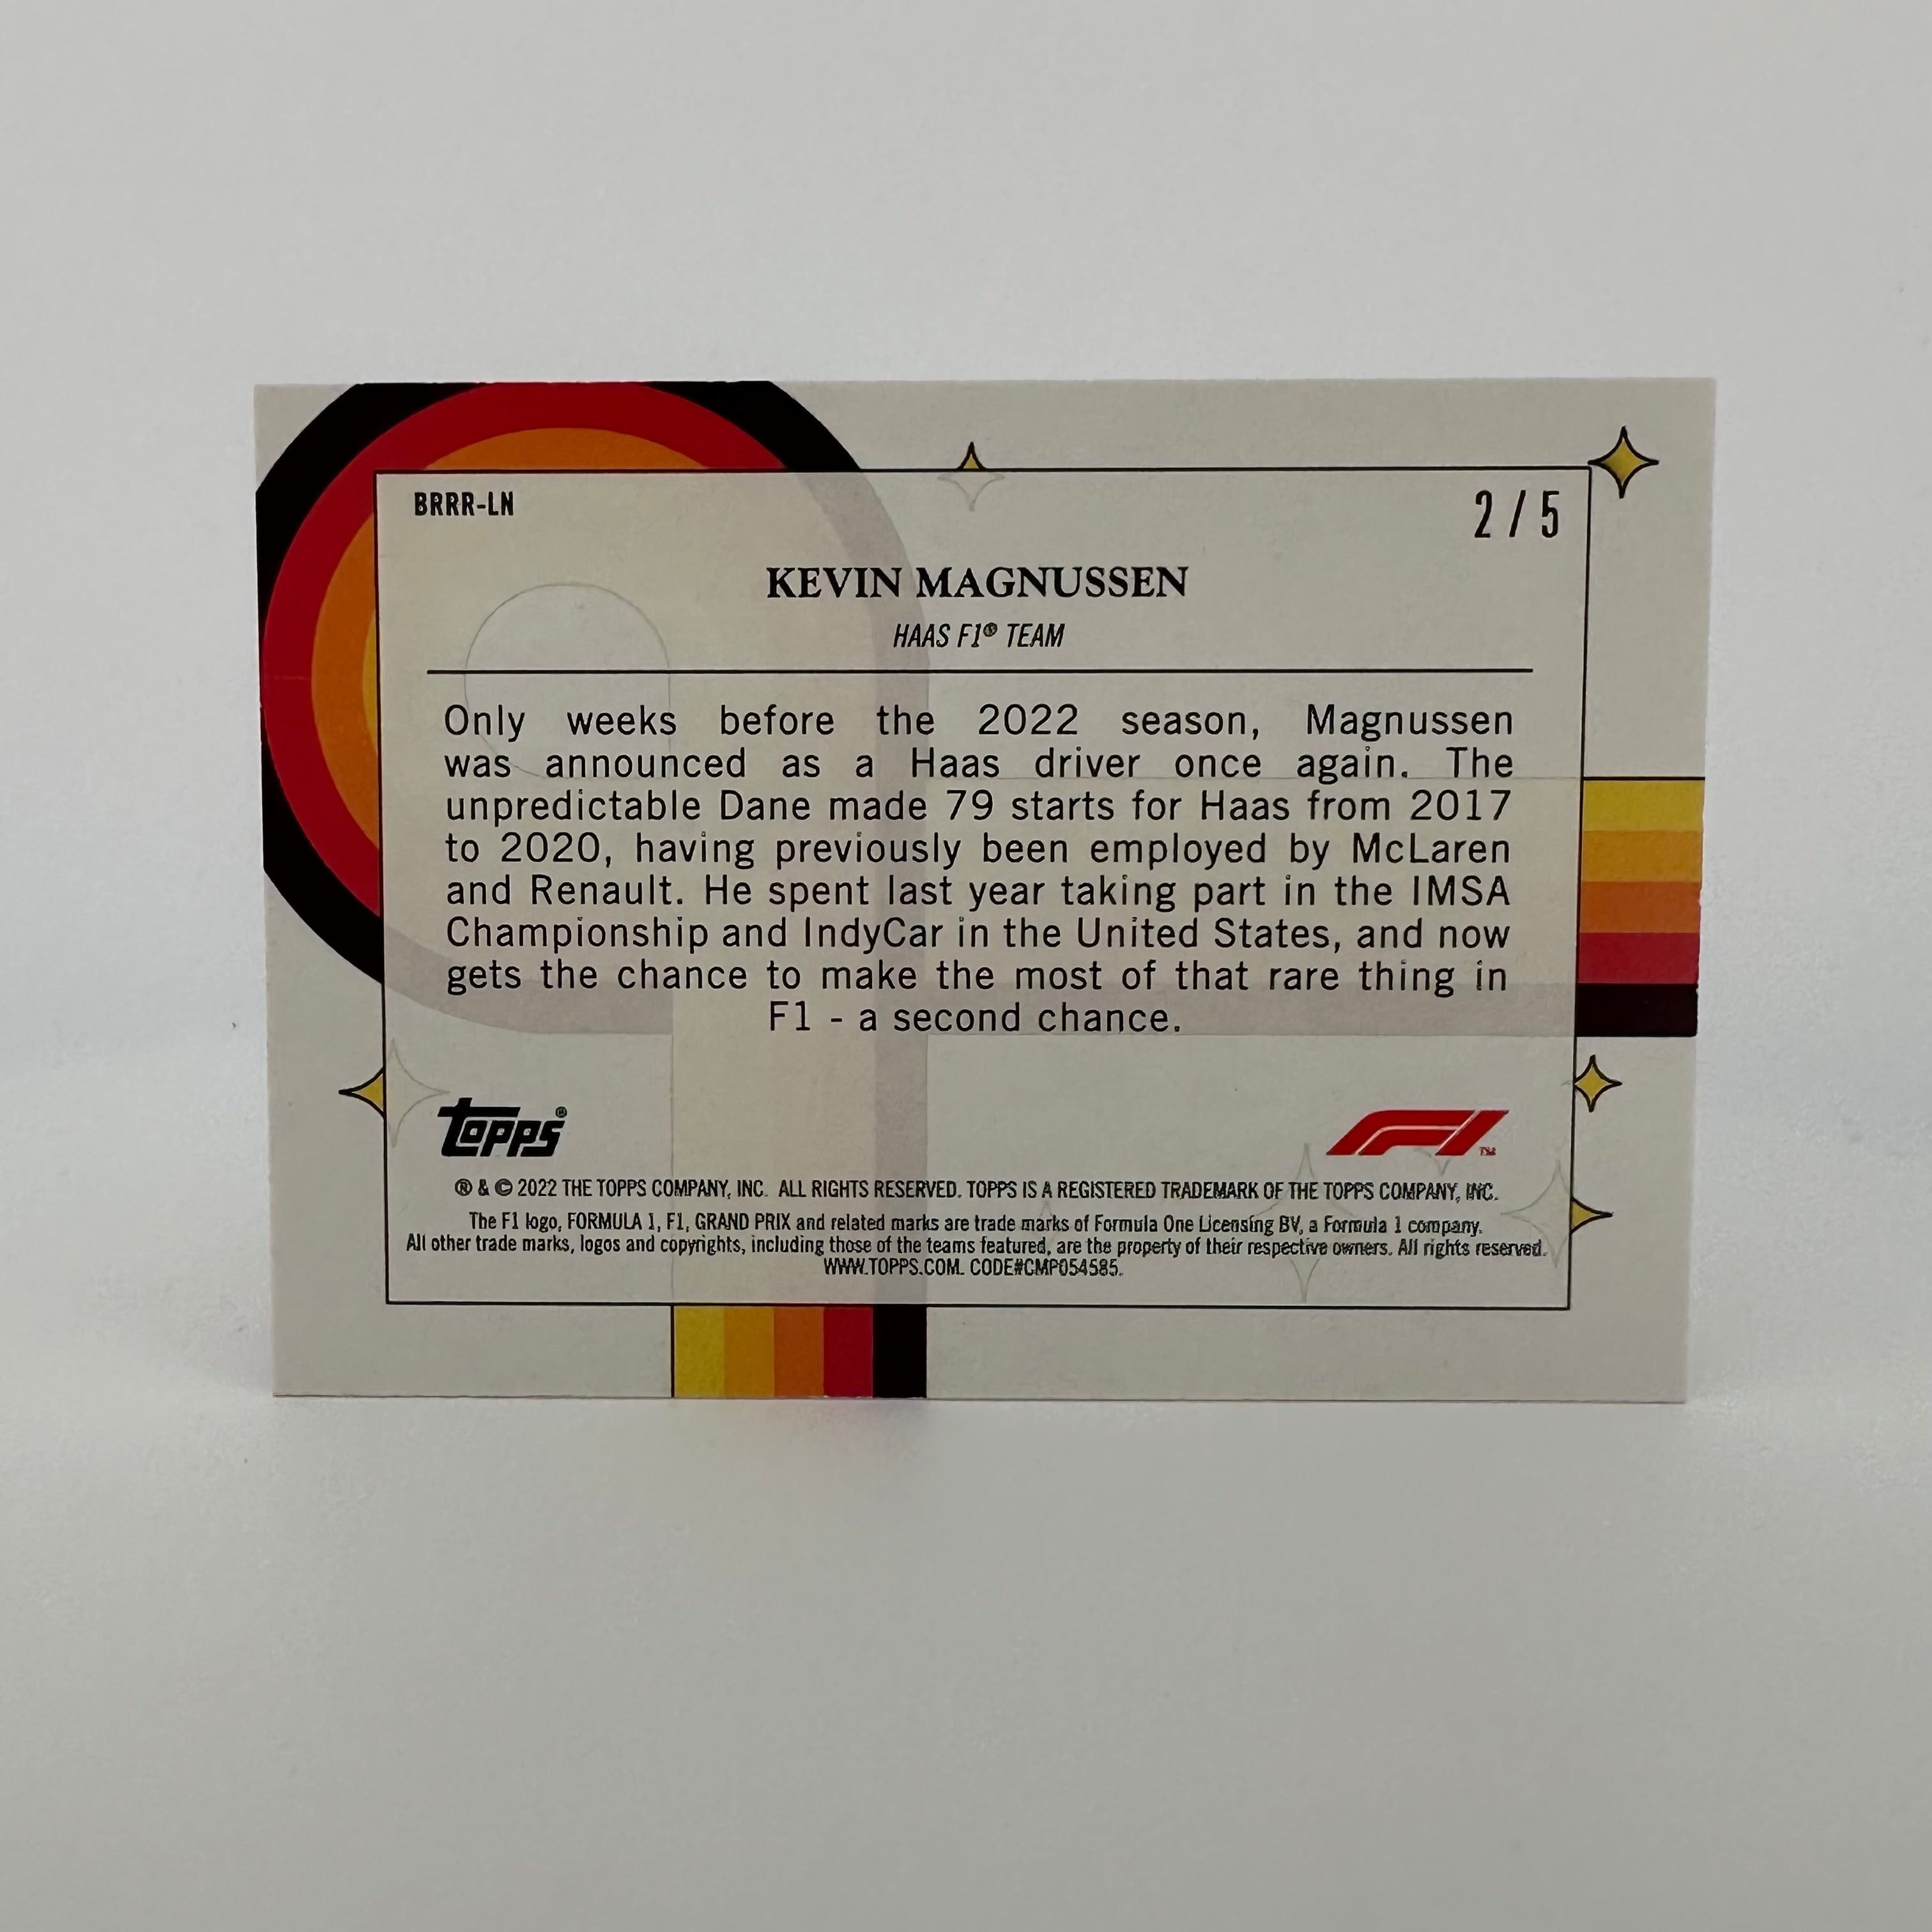 BRRR-LN
2/5
KEVIN MAGNUSSEN
HAAS F1® TEAM
Only weeks before the 2022 season, Magnussen
was announced as a Haas driver once again. The
unpredictable Dane made 79 starts for Haas from 2017
to 2020, having previously been employed by McLaren
and Renault. He spent last year taking part in the IMSA
Championship and IndyCar in the United States, and now
gets the chance to make the most of that rare thing in
F1 - a second chance.
topps®
F1™
® & © 2022 THE TOPPS COMPANY, INC. ALL RIGHTS RESERVED. TOPPS IS A REGISTERED TRADEMARK OF THE TOPPS COMPANY, INC.
The F1 logo, FORMULA 1, F1, GRAND PRIX and related marks are trade marks of Formula One Licensing BV, a Formula 1 company.
All other trade marks, logos and copyrights, including those of the teams featured, are the property of their respective owners. All rights reserved.
WWW.TOPPS.COM. CODE#CMP054585.